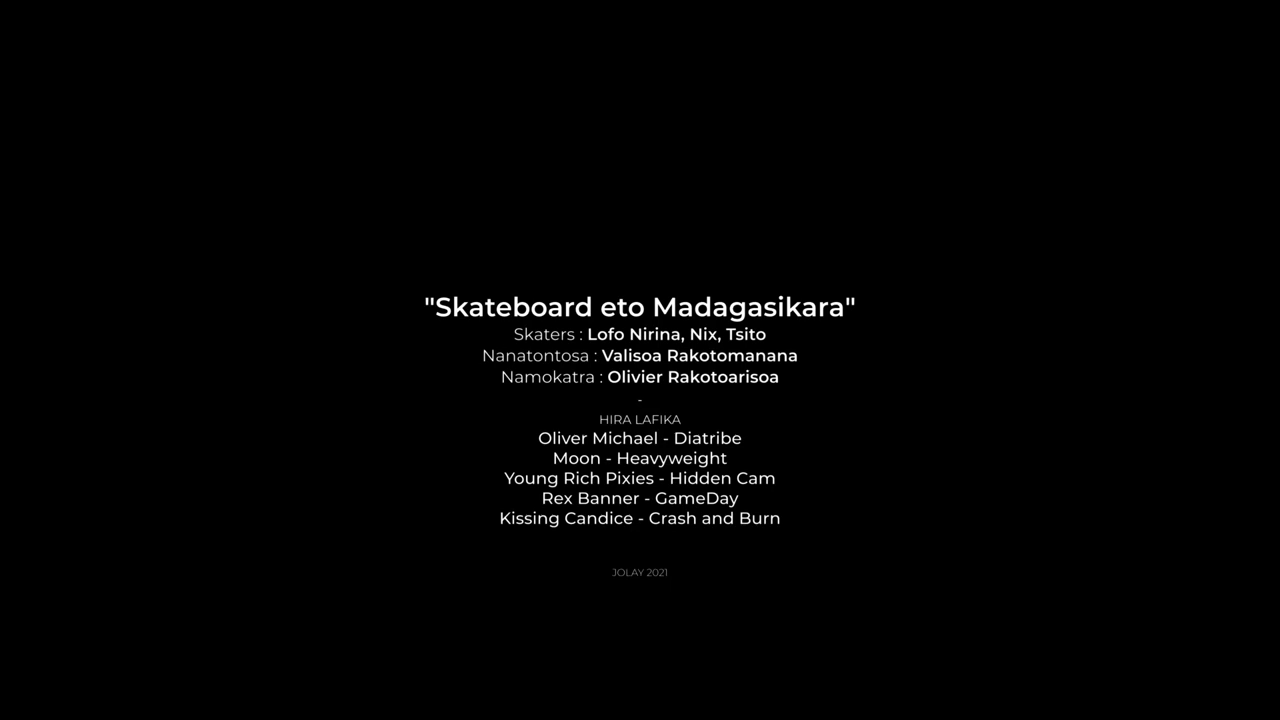 "Skateboard eto Madagasikara"
Skaters : Lofo Nirina, Nix, Tsito
Nanatontosa : Valisoa Rakotomanana
Namokatra : Olivier Rakotoarisoa
-
HIRA LAFIKA
Oliver Michael - Diatribe
Moon - Heavyweight
Young Rich Pixies - Hidden Cam
Rex Banner - GameDay
Kissing Candice - Crash and Burn
JOLAY 2021